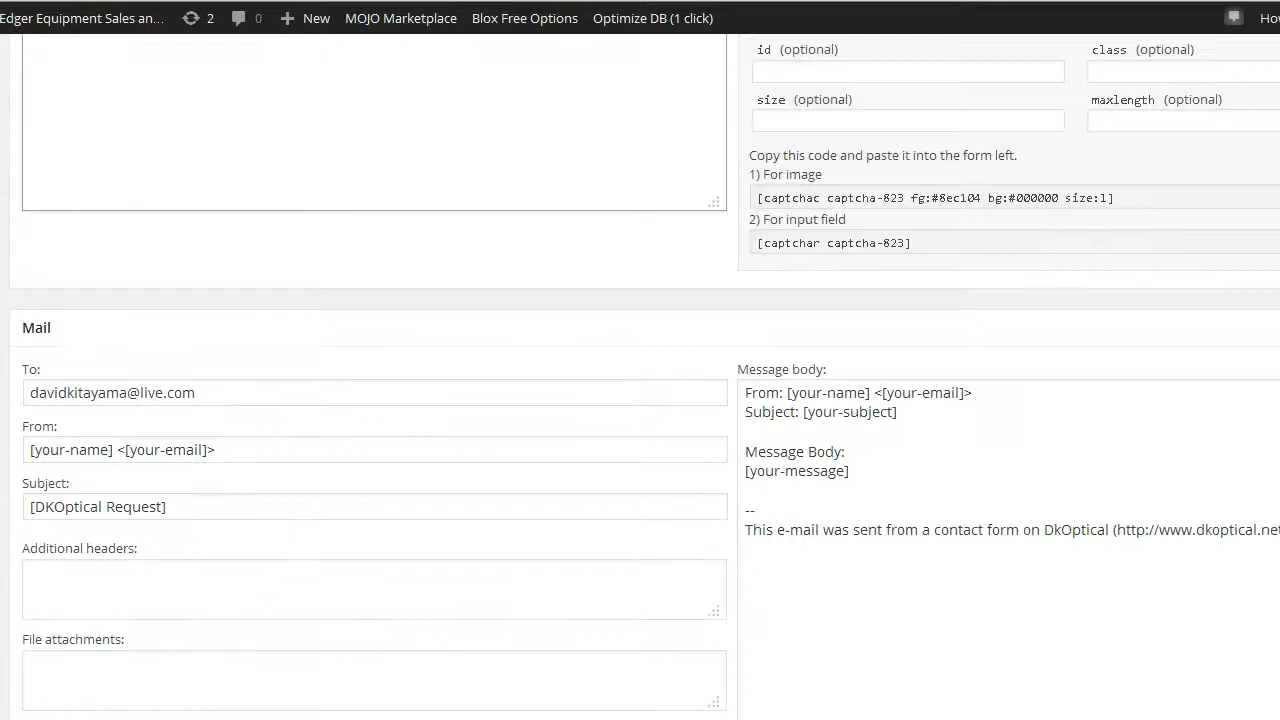 Edger Equipment Sales an… 2 0 New MOJO Marketplace Blox Free Options Optimize DB (1 click)
id (optional) class (optional)
size (optional) maxlength (optional)
Copy this code and paste it into the form left.
1) For image
[captchac captcha-823 fg:#8ec104 bg:#000000 size:l]
2) For input field
[captchar captcha-823]
Mail
To:
davidkitayama@live.com
From:
[your-name] <[your-email]>
Subject:
[DKOptical Request]
Additional headers:
File attachments:
Message body:
From: [your-name] <[your-email]>
Subject: [your-subject]
Message Body:
[your-message]
--
This e-mail was sent from a contact form on DkOptical (http://www.dkoptical.net